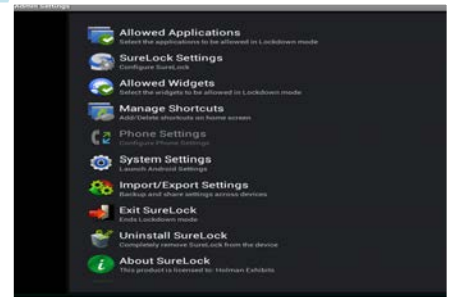 Admin Settings
Allowed Applications
Select the applications to be allowed in Lockdown mode
SureLock Settings
Configure SureLock
Allowed Widgets
Select the widgets to be allowed in Lockdown mode
Manage Shortcuts
Add/Delete shortcuts on home screen
Phone Settings
Configure Phone Settings
System Settings
Launch Android Settings
Import/Export Settings
Backup and share settings across devices
Exit SureLock
Ends Lockdown mode
Uninstall SureLock
Completely remove SureLock from the device
About SureLock
This product is licensed to: Holman Exhibits